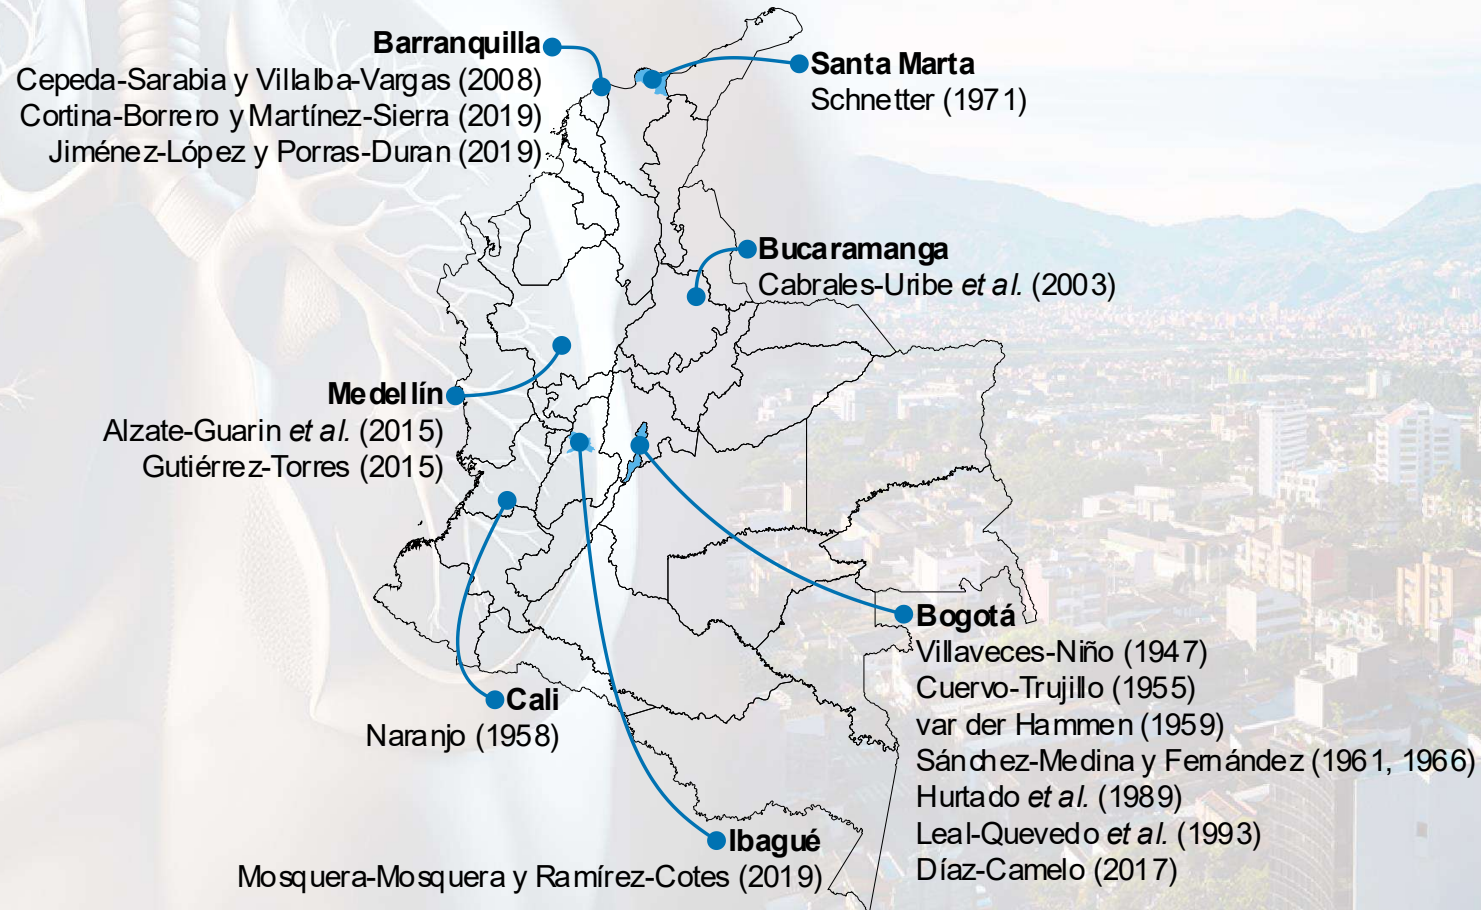 Barranquilla
Cepeda-Sarabia y Villalba-Vargas (2008)
Cortina-Borrero y Martínez-Sierra (2019)
Jiménez-López y Porras-Duran (2019)
Santa Marta
Schnetter (1971)
Bucaramanga
Cabrales-Uribe et al. (2003)
Medellín
Alzate-Guarin et al. (2015)
Gutiérrez-Torres (2015)
Cali
Naranjo (1958)
Ibagué
Mosquera-Mosquera y Ramírez-Cotes (2019)
Bogotá
Villaveces-Niño (1947)
Cuervo-Trujillo (1955)
var der Hammen (1959)
Sánchez-Medina y Fernández (1961, 1966)
Hurtado et al. (1989)
Leal-Quevedo et al. (1993)
Díaz-Camelo (2017)